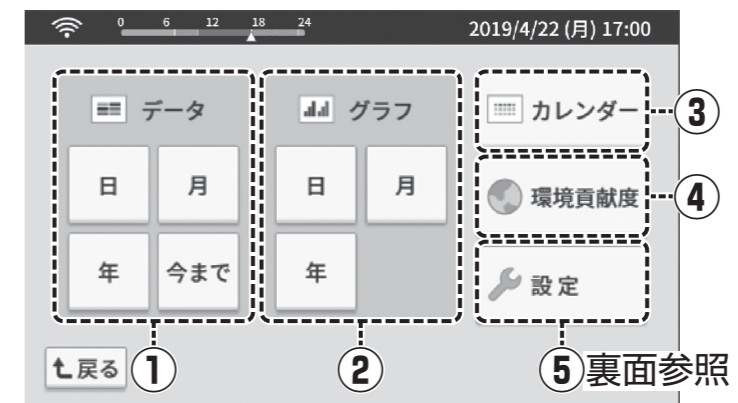 0 6 12 18 24 2019/4/22 (月) 17:00
データ
日 月
年 今まで
グラフ
日 月
年
カレンダー ③
環境貢献度 ④
設定
戻る ① ② ⑤裏面参照